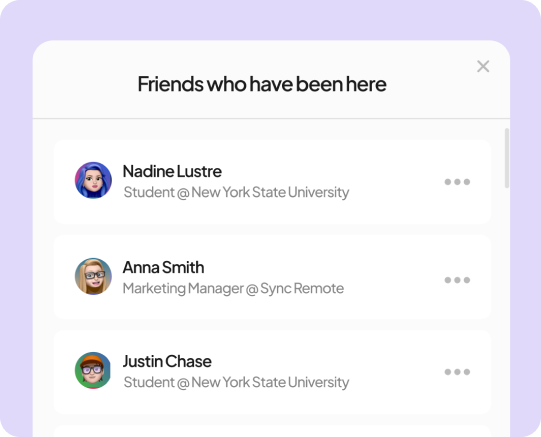 Friends who have been here
Nadine Lustre
Student @ New York State University
Anna Smith
Marketing Manager @ Sync Remote
Justin Chase
Student @ New York State University